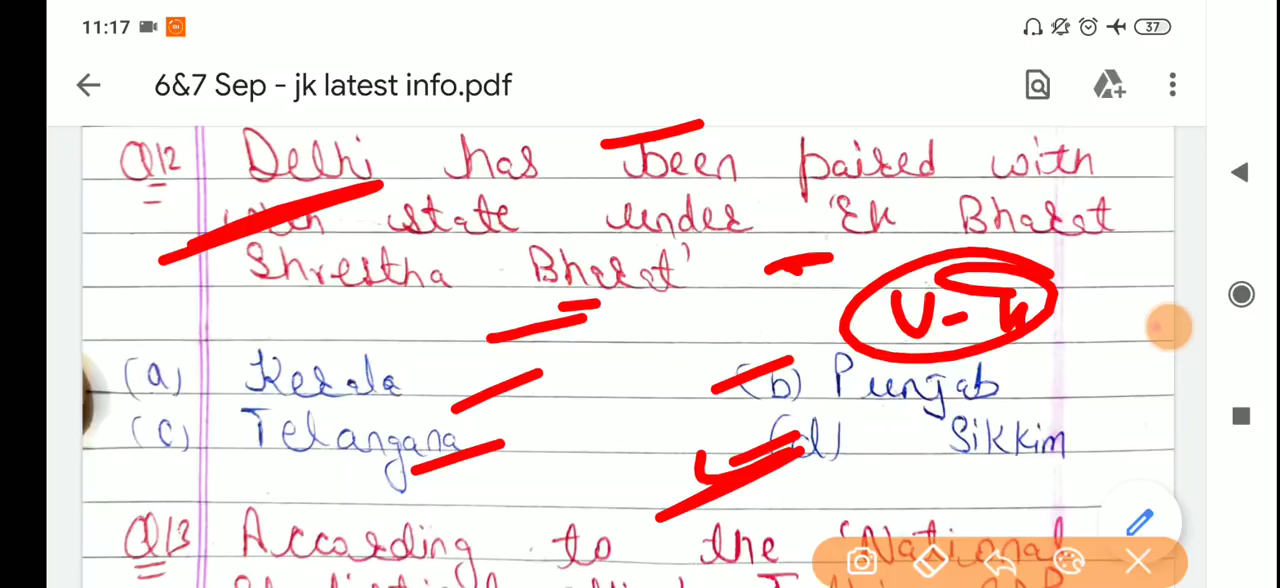 11:17
37
6&7 Sep - jk latest info.pdf
Q12 Delhi has been paired with
state under 'Ek Bharat
Shrestha Bharat'
(a) Kerala (b) Punjab
(c) Telangana (d) Sikkim
Q13 According to the 'National